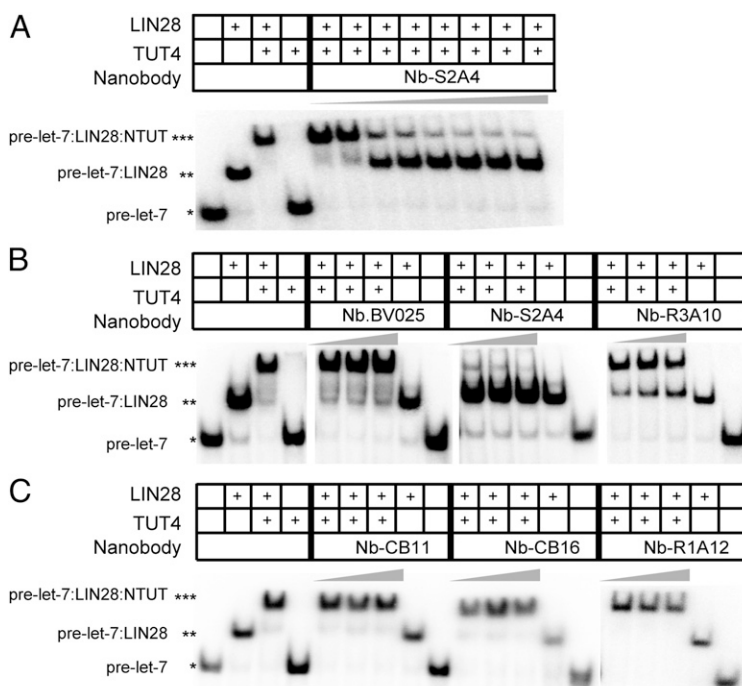 A
LIN28 + + + + + + + + + +
TUT4 + + + + + + + + + +
Nanobody Nb-S2A4
pre-let-7:LIN28:NTUT ***
pre-let-7:LIN28 **
pre-let-7 *
B
LIN28 + + + + + + + + + + + + + +
TUT4 + + + + + + + + + + +
Nanobody Nb.BV025 Nb-S2A4 Nb-R3A10
pre-let-7:LIN28:NTUT ***
pre-let-7:LIN28 **
pre-let-7 *
C
LIN28 + + + + + + + + + + + + + +
TUT4 + + + + + + + + + + +
Nanobody Nb-CB11 Nb-CB16 Nb-R1A12
pre-let-7:LIN28:NTUT ***
pre-let-7:LIN28 **
pre-let-7 *